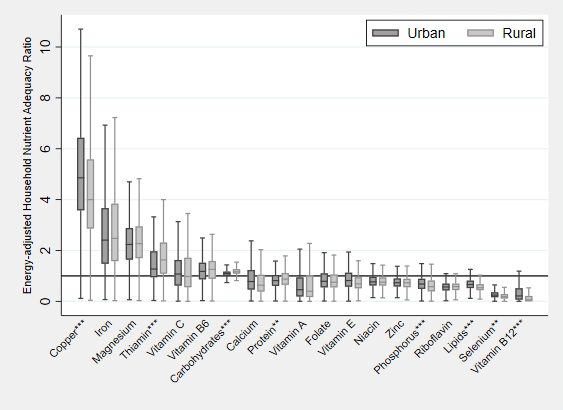 Urban
Rural
Energy-adjusted Household Nutrient Adequacy Ratio
10
8
6
4
2
0
Copper***
Iron
Magnesium
Thiamin***
Vitamin C
Vitamin B6
Carbohydrates***
Calcium
Protein**
Vitamin A
Folate
Vitamin E
Niacin
Zinc
Phosphorus***
Riboflavin
Lipids***
Selenium**
Vitamin B12***